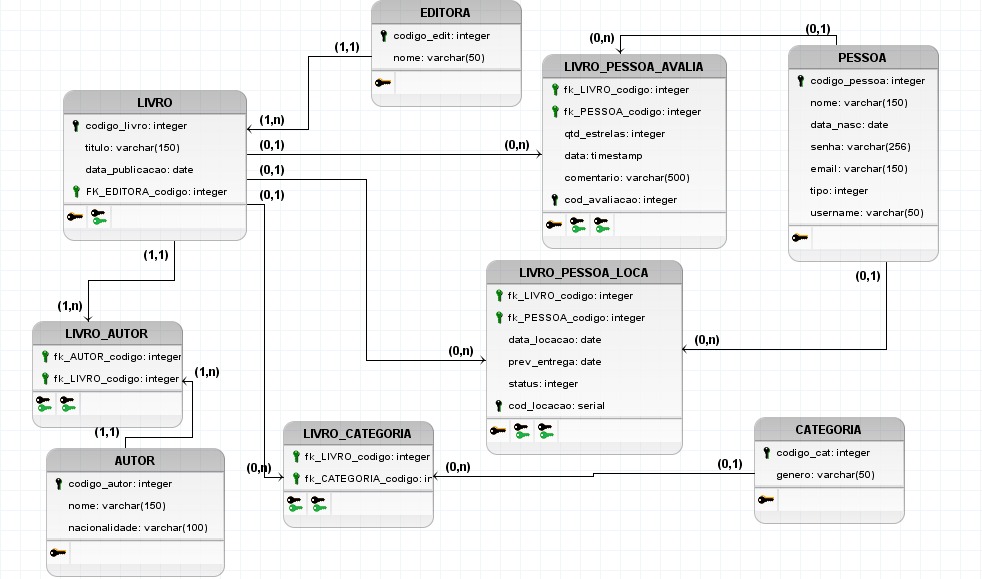 EDITORA
codigo_edit: integer
nome: varchar(50)
(1,1)
(1,n)
LIVRO
codigo_livro: integer
titulo: varchar(150)
data_publicacao: date
FK_EDITORA_codigo: integer
(0,1)
(0,n)
(0,1)
(0,1)
(0,n)
(0,1)
LIVRO_PESSOA_AVALIA
fk_LIVRO_codigo: integer
fk_PESSOA_codigo: integer
qtd_estrelas: integer
data: timestamp
comentario: varchar(500)
cod_avaliacao: integer
PESSOA
codigo_pessoa: integer
nome: varchar(150)
data_nasc: date
senha: varchar(256)
email: varchar(150)
tipo: integer
username: varchar(50)
(0,1)
(0,n)
LIVRO_PESSOA_LOCA
fk_LIVRO_codigo: integer
fk_PESSOA_codigo: integer
data_locacao: date
prev_entrega: date
status: integer
cod_locacao: serial
(0,n)
(1,1)
(1,n)
LIVRO_AUTOR
fk_AUTOR_codigo: integer
fk_LIVRO_codigo: integer
(1,n)
(1,1)
AUTOR
codigo_autor: integer
nome: varchar(150)
nacionalidade: varchar(100)
(0,n)
LIVRO_CATEGORIA
fk_LIVRO_codigo: integer
fk_CATEGORIA_codigo: in
(0,n)
(0,1)
CATEGORIA
codigo_cat: integer
genero: varchar(50)